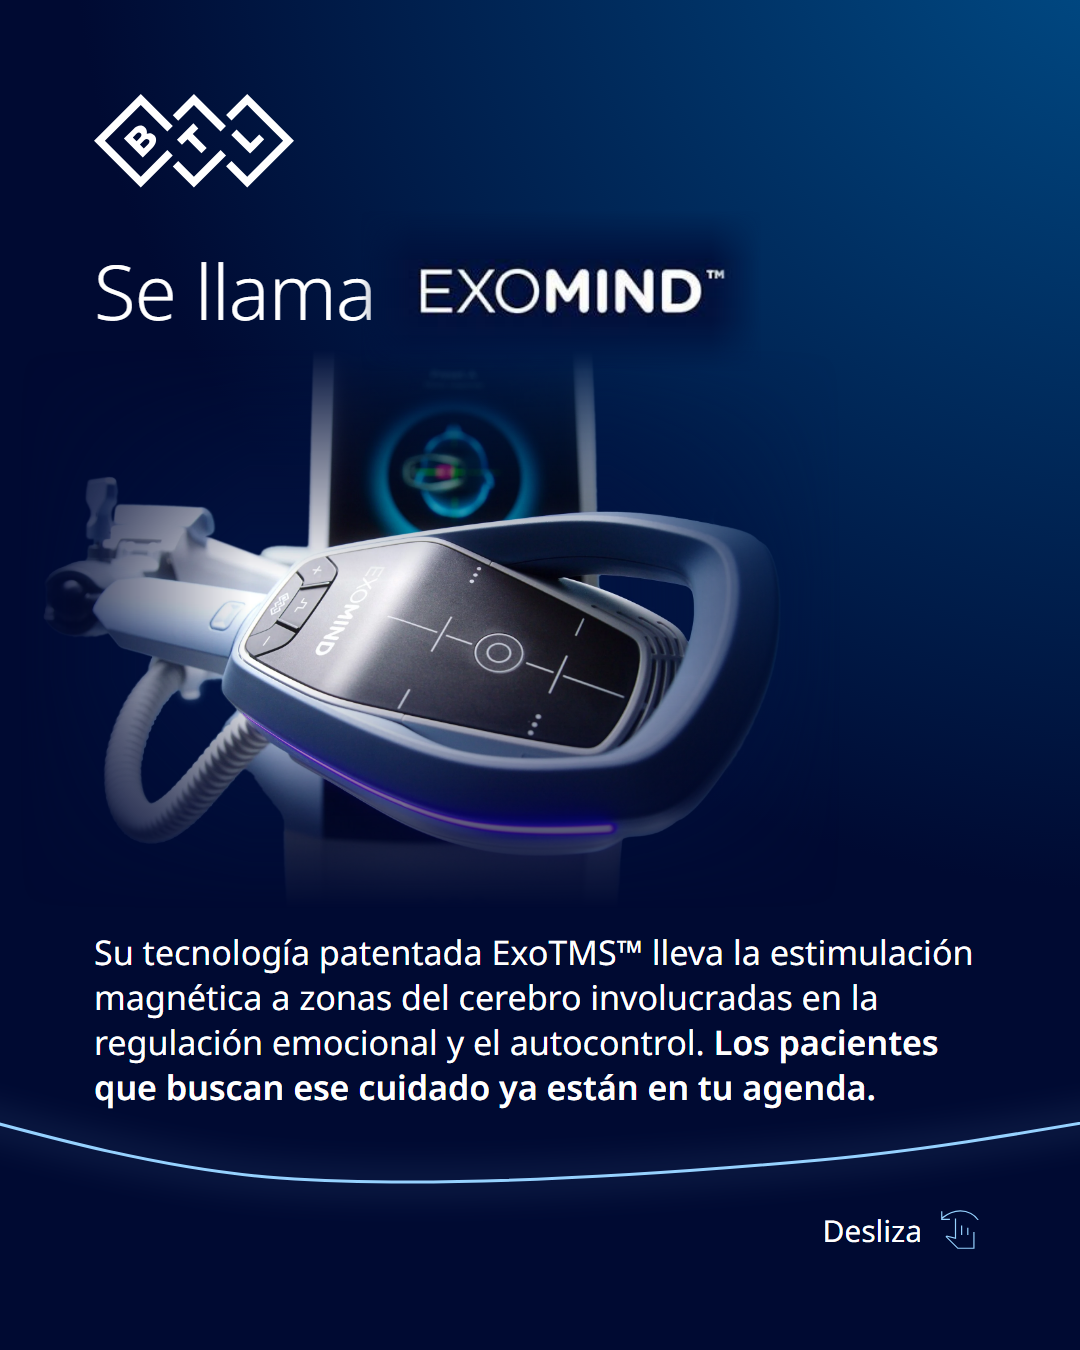 BTL
Se llama EXOMIND™
EXOMIND
Su tecnología patentada ExoTMS™ lleva la estimulación
magnética a zonas del cerebro involucradas en la
regulación emocional y el autocontrol. Los pacientes
que buscan ese cuidado ya están en tu agenda.
Desliza